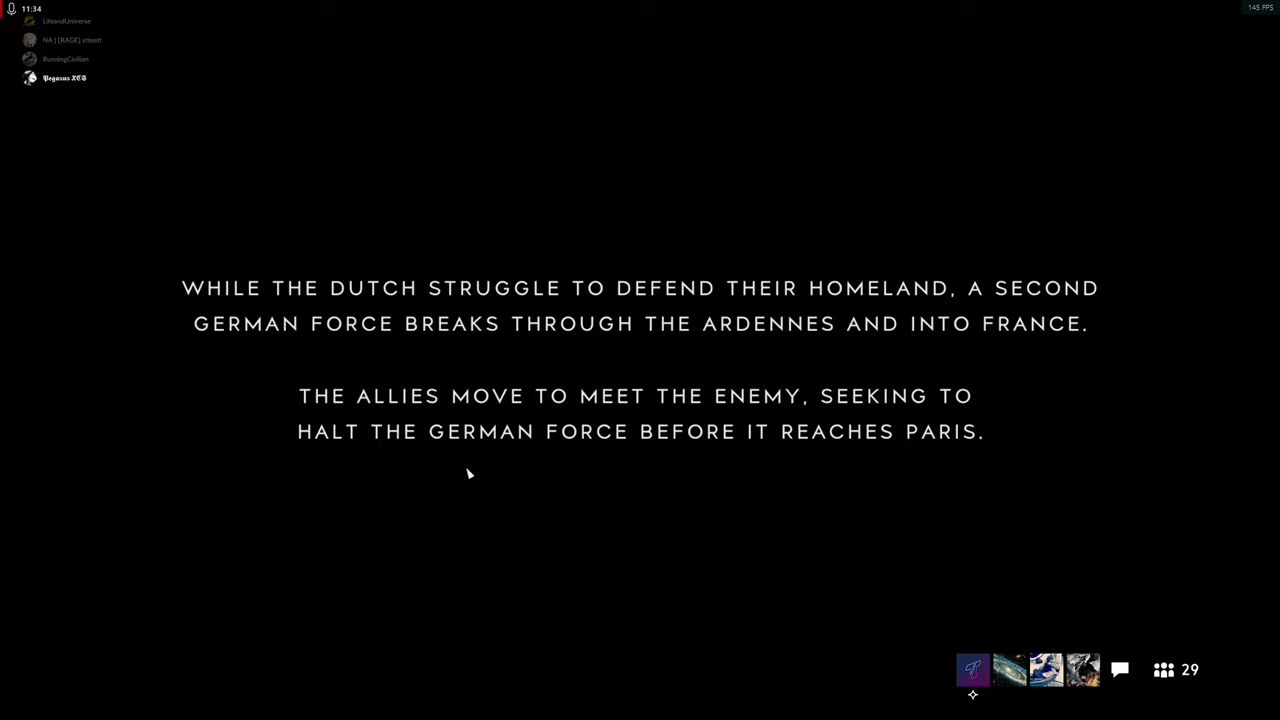 11:34
145 FPS
LifeandUniverse
NA | [RAGE] xtteett
RunningCivilian
Pegasus XCS
WHILE THE DUTCH STRUGGLE TO DEFEND THEIR HOMELAND, A SECOND
GERMAN FORCE BREAKS THROUGH THE ARDENNES AND INTO FRANCE.
THE ALLIES MOVE TO MEET THE ENEMY, SEEKING TO
HALT THE GERMAN FORCE BEFORE IT REACHES PARIS.
29